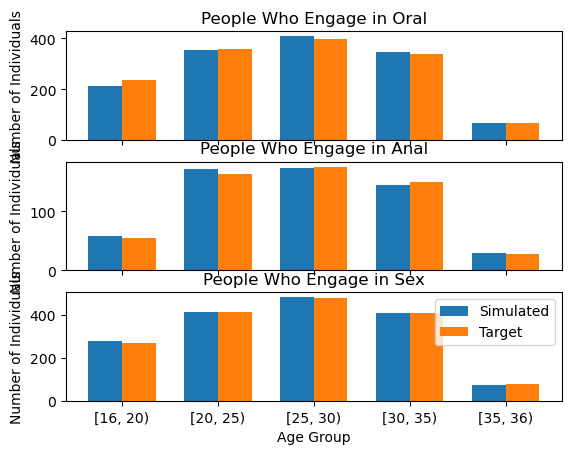 People Who Engage in Oral
Number of Individuals
400
200
0
People Who Engage in Anal
Number of Individuals
100
0
People Who Engage in Sex
Number of Individuals
400
200
0
Simulated
Target
[16, 20)
[20, 25)
[25, 30)
[30, 35)
[35, 36)
Age Group